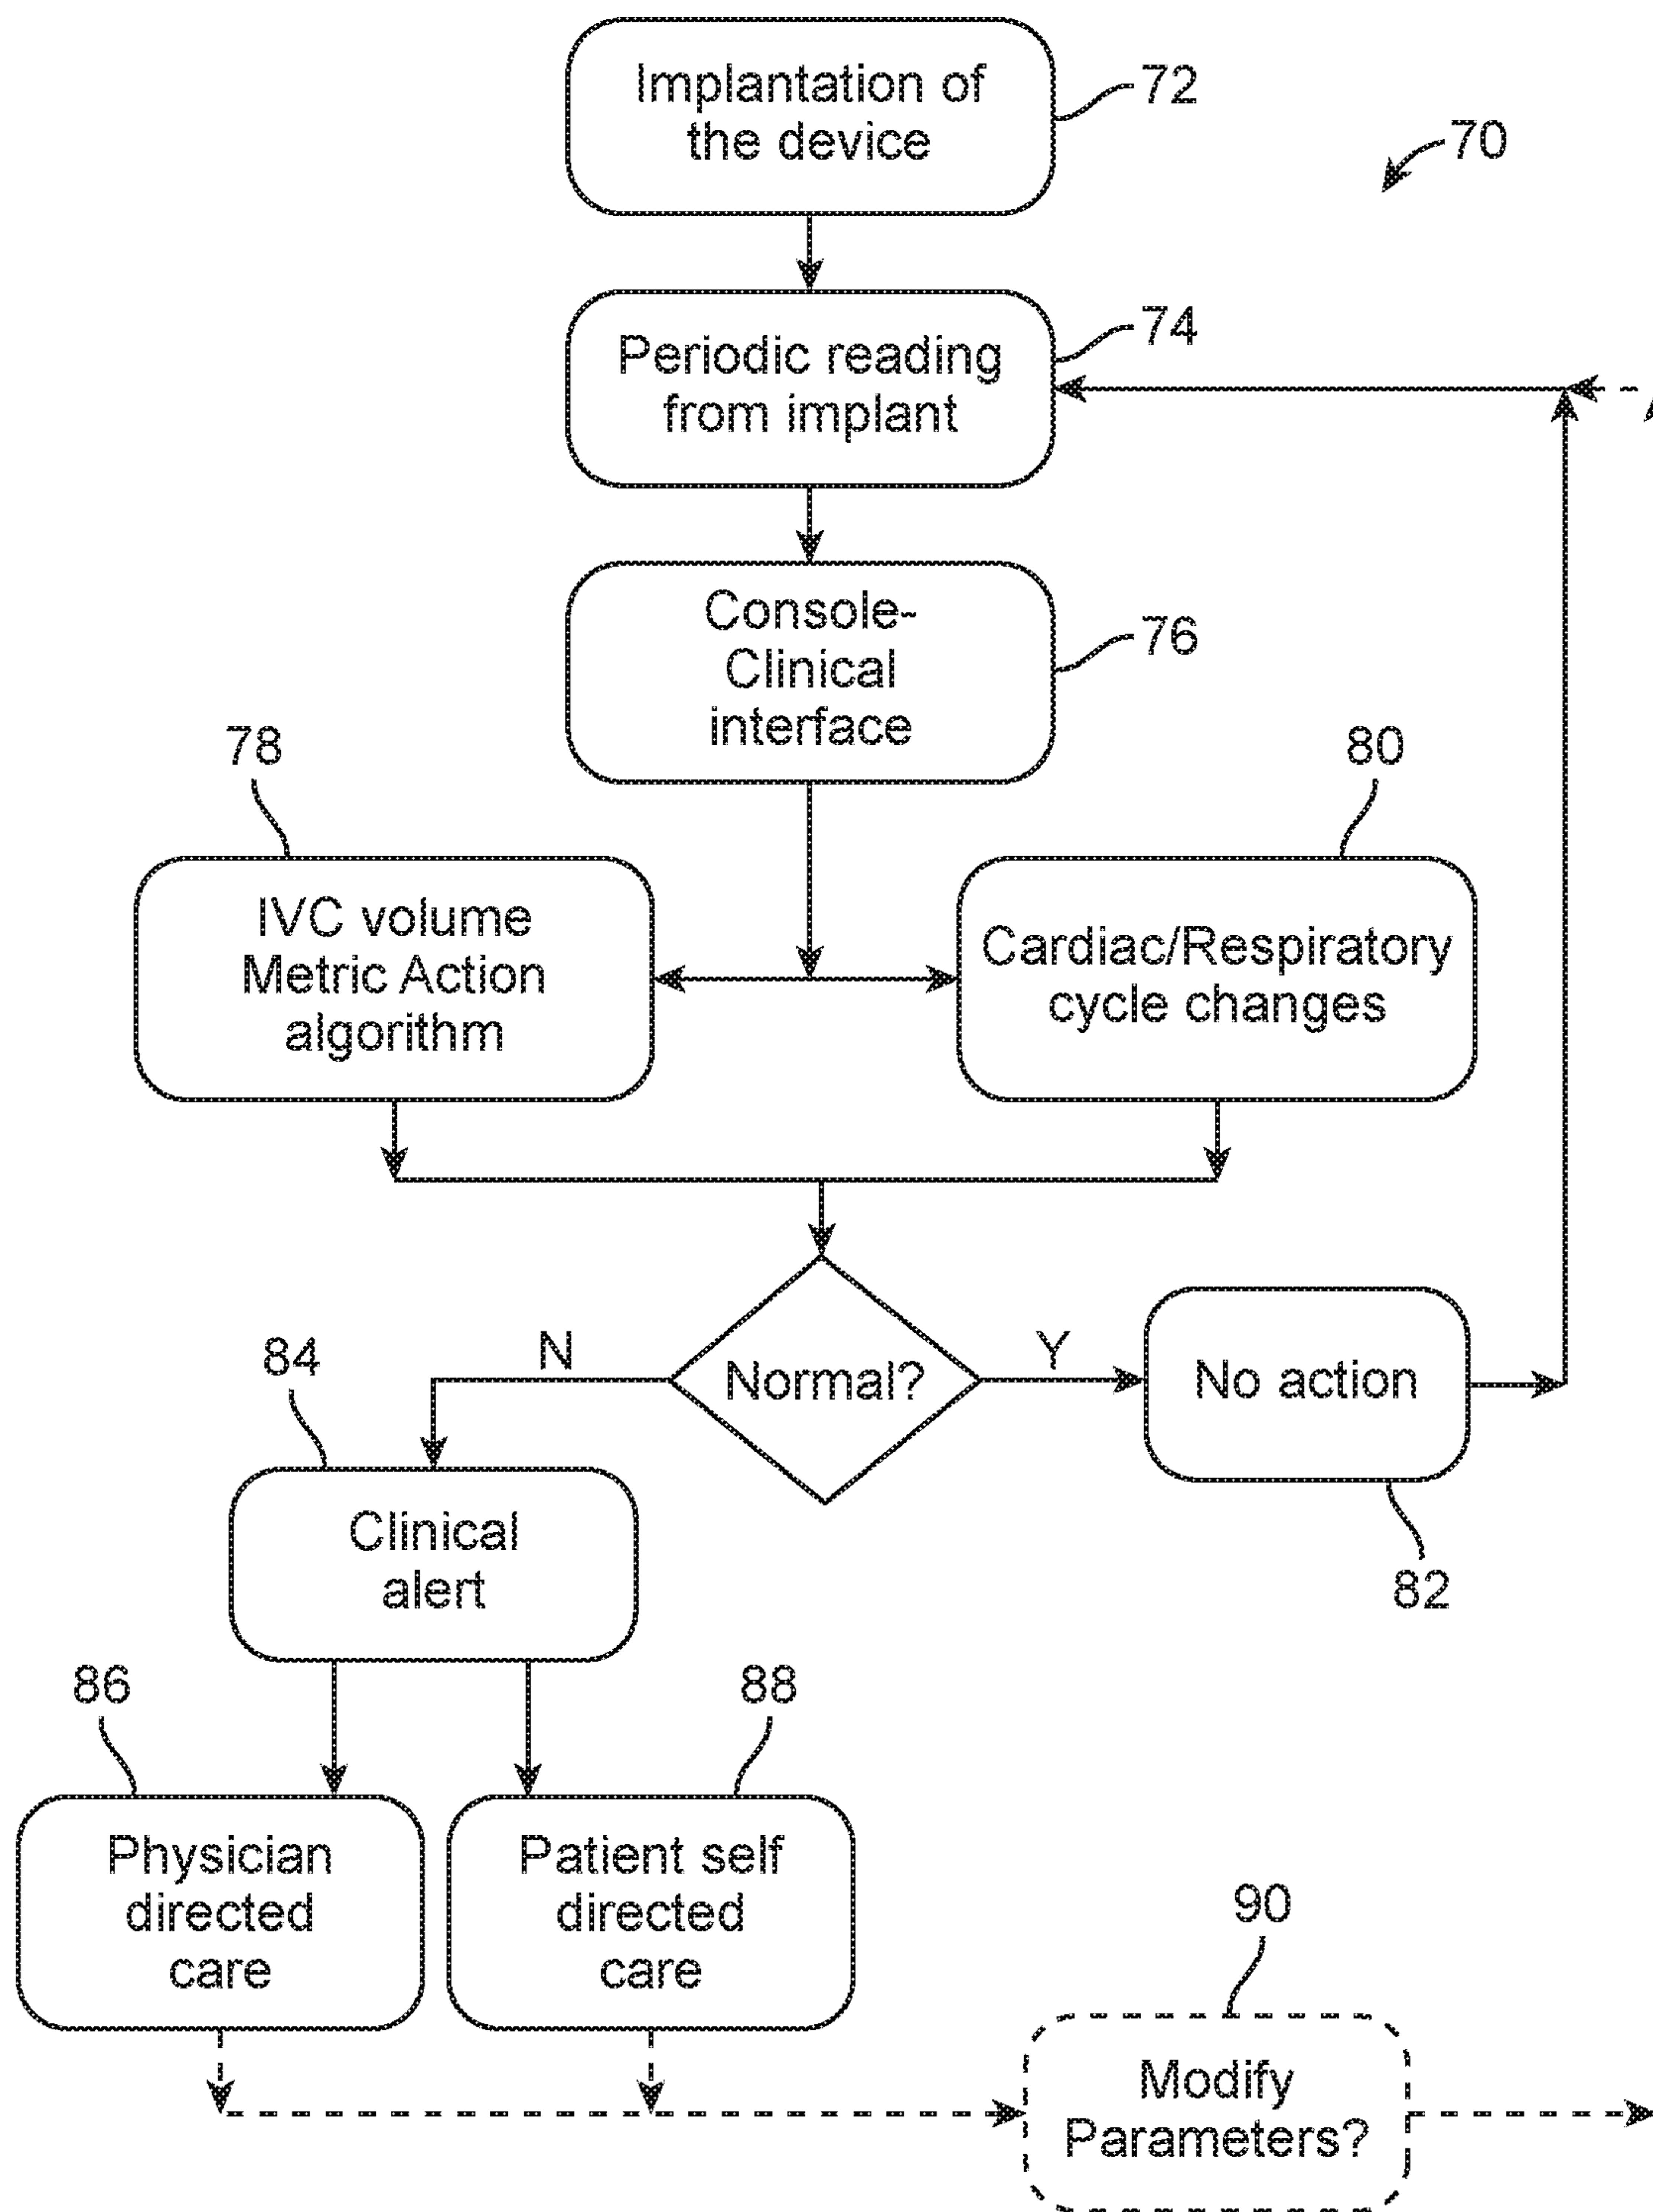 Implantation of
the device
72
70
Periodic reading
from implant
74
Console-
Clinical
interface
76
78
80
IVC volume
Metric Action
algorithm
Cardiac/Respiratory
cycle changes
N
Normal?
Y
No action
82
84
Clinical
alert
86
88
Physician
directed
care
Patient self
directed
care
90
Modify
Parameters?